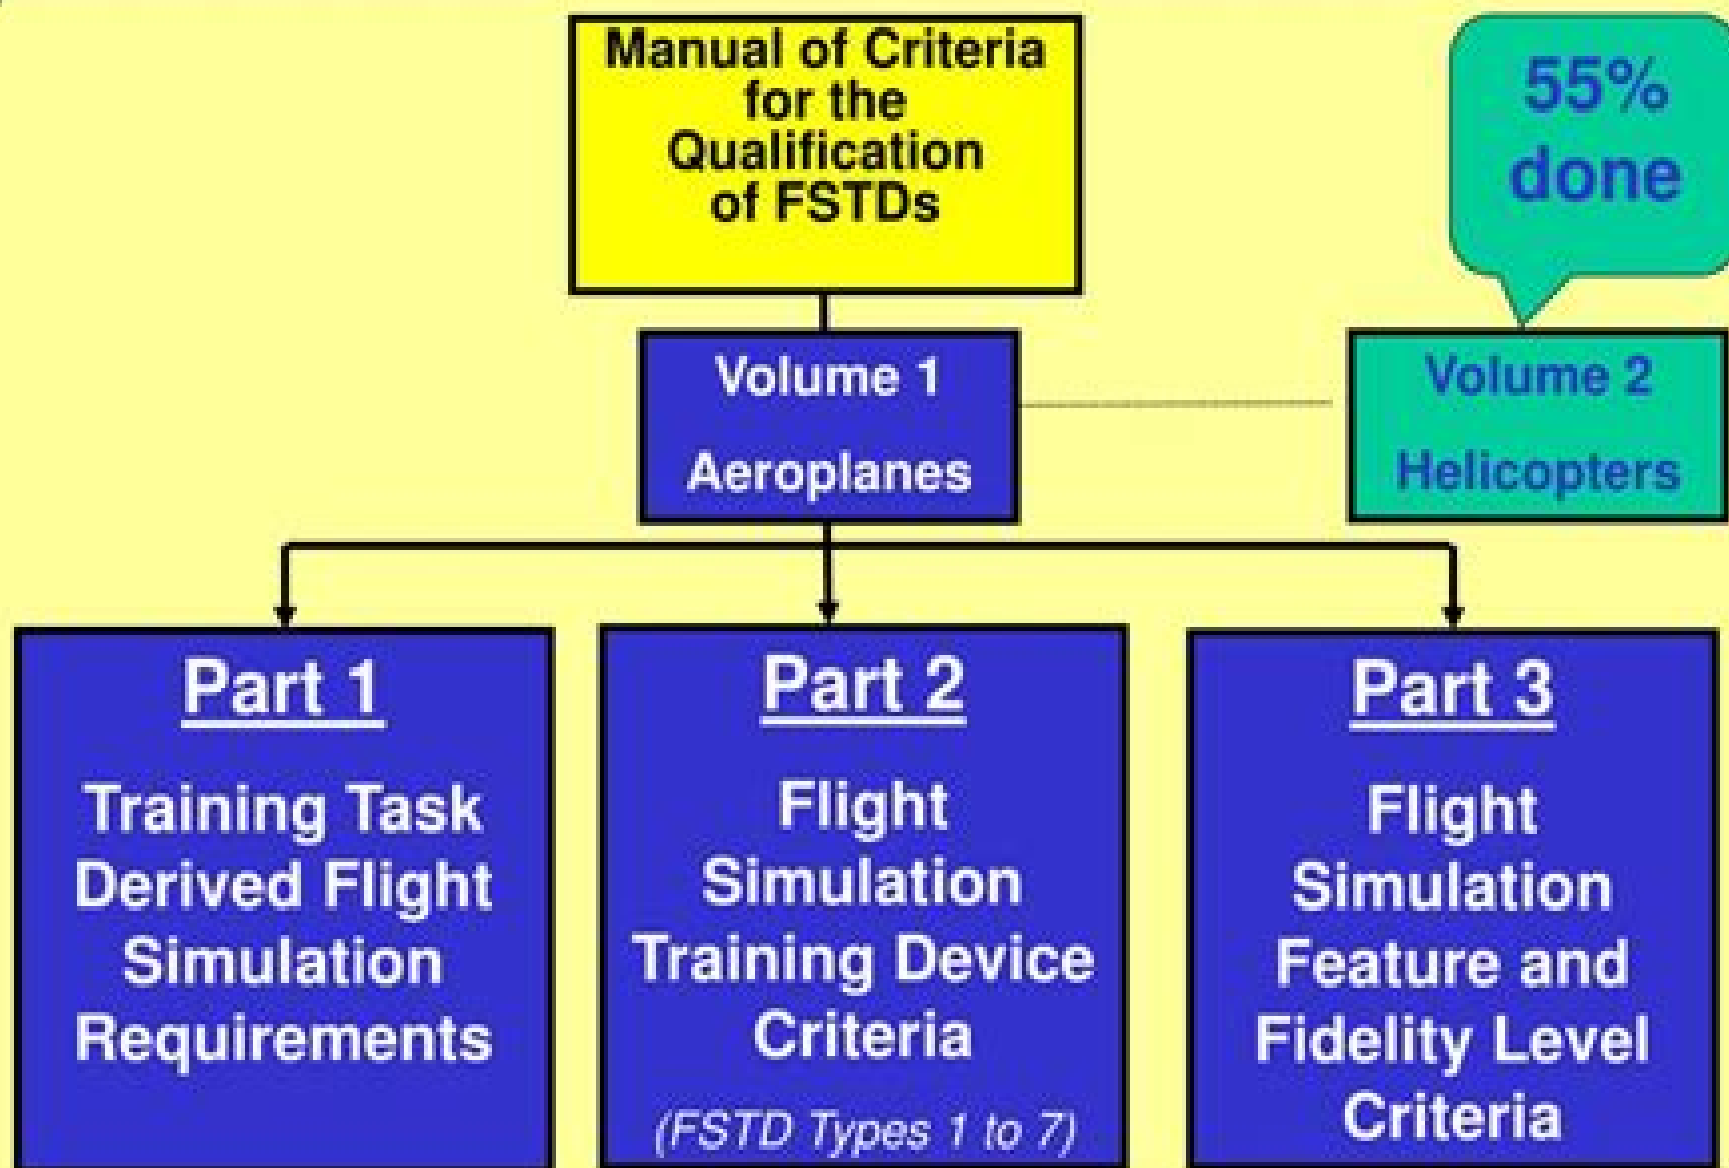 Manual of Criteria
for the
Qualification
of FSTDs
55%
done
Volume 1
Aeroplanes
Volume 2
Helicopters
Part 1
Training Task
Derived Flight
Simulation
Requirements
Part 2
Flight
Simulation
Training Device
Criteria
(FSTD Types 1 to 7)
Part 3
Flight
Simulation
Feature and
Fidelity Level
Criteria